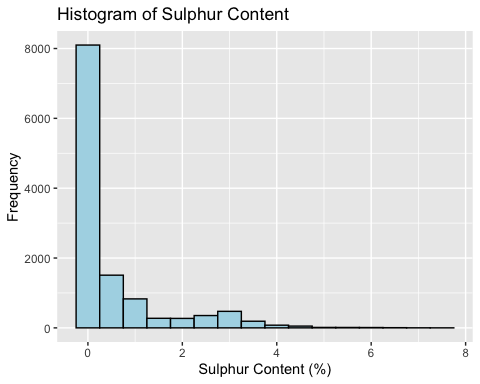 Histogram of Sulphur Content
8000
6000
4000
2000
0
Frequency
0 2 4 6 8
Sulphur Content (%)